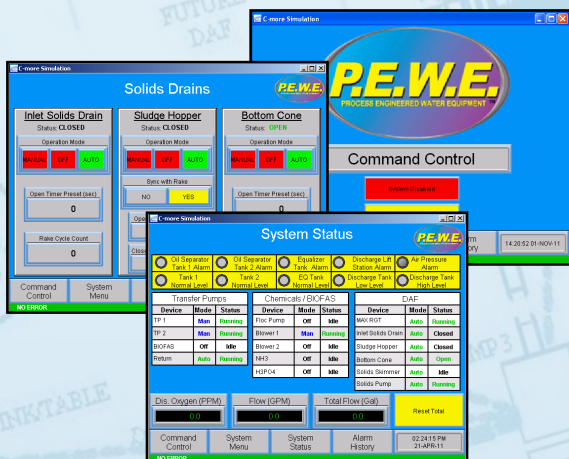 FUTURE
DAF
C-more Simulation
P.E.W.E.
PROCESS ENGINEERED WATER EQUIPMENT
TM
Command Control
System Disabled
14:20:52 01-NOV-11
C-more Simulation
Solids Drains
P.E.W.E.
Inlet Solids Drain
Status: CLOSED
Operation Mode
MANUAL OFF AUTO
Open Timer Preset (sec)
0
Rake Cycle Count
0
Sludge Hopper
Status: CLOSED
Operation Mode
MANUAL OFF AUTO
Sync with Rake
NO YES
Bottom Cone
Status: OPEN
Operation Mode
MANUAL OFF AUTO
Open Timer Preset (sec)
0
Command Control
System Menu
NO ERROR
C-more Simulation
System Status
P.E.W.E.
Oil Separator Tank 1 Alarm
Oil Separator Tank 2 Alarm
Equalizer Tank Alarm
Discharge Lift Station Alarm
Air Pressure Alarm
Tank 1 Normal Level
Tank 2 Normal Level
EQ Tank Normal Level
Discharge Tank Low Level
Discharge Tank High Level
Transfer Pumps
Device Mode Status
TP 1 Man Running
TP 2 Man Running
BIOFAS Off Idle
Return Auto Running
Chemicals / BIOFAS
Device Mode Status
Floc Pump Off Idle
Blower 1 Man Running
Blower 2 Off Idle
NH3 Off Idle
H3PO4 Off Idle
DAF
Device Mode Status
MAX RGT Auto Running
Inlet Solids Drain Auto Closed
Sludge Hopper Auto Closed
Bottom Cone Auto Open
Solids Skimmer Auto Idle
Solids Pump Auto Running
Dis. Oxygen (PPM)
0.0
Flow (GPM)
0.0
Total Flow (Gal)
0.0
Reset Total
Command Control
System Menu
System Status
Alarm History
02:24:15 PM
21-APR-11
NO ERROR